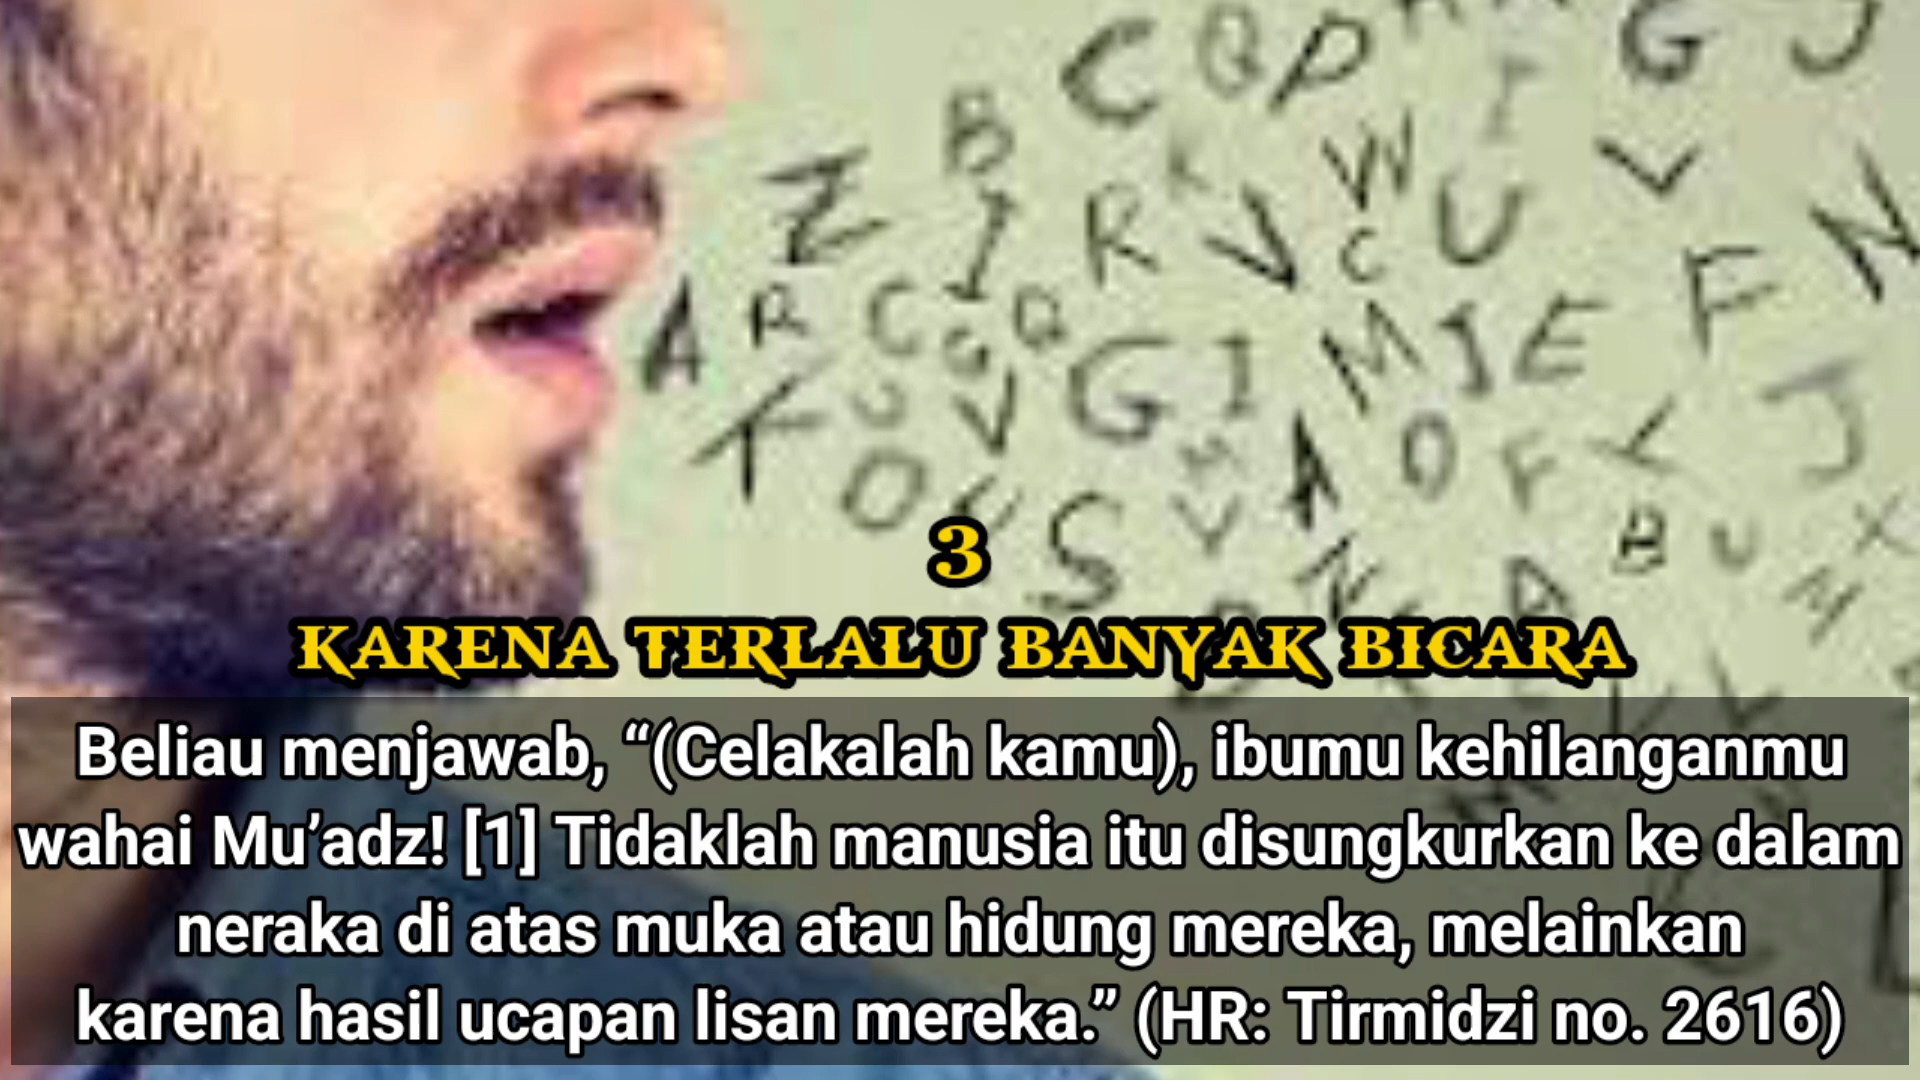 3
KARENA TERLALU BANYAK BICARA
Beliau menjawab, “(Celakalah kamu), ibumu kehilanganmu
wahai Mu’adz! [1] Tidaklah manusia itu disungkurkan ke dalam
neraka di atas muka atau hidung mereka, melainkan
karena hasil ucapan lisan mereka.” (HR: Tirmidzi no. 2616)